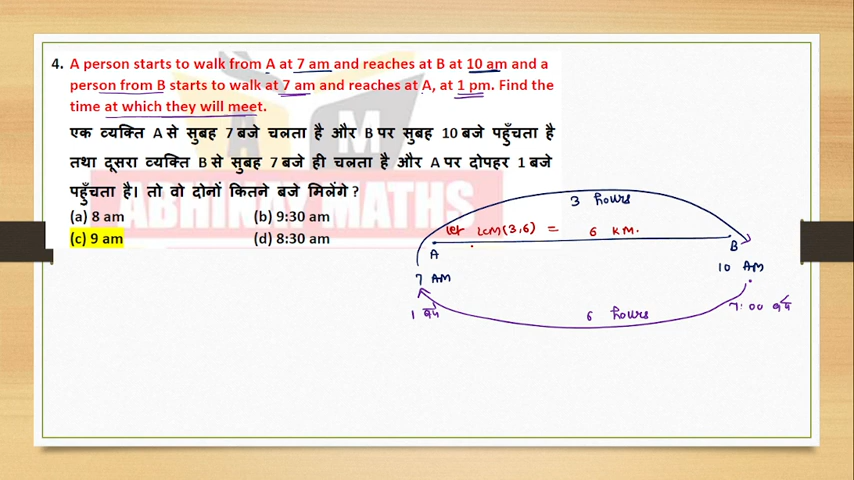 4. A person starts to walk from A at 7 am and reaches at B at 10 am and a
person from B starts to walk at 7 am and reaches at A, at 1 pm. Find the
time at which they will meet.
एक व्यक्ति A से सुबह 7 बजे चलता है और B पर सुबह 10 बजे पहुँचता है
तथा दूसरा व्यक्ति B से सुबह 7 बजे ही चलता है और A पर दोपहर 1 बजे
पहुँचता है। तो वो दोनों कितने बजे मिलेंगे ?
(a) 8 am (b) 9:30 am
(c) 9 am (d) 8:30 am
3 hours
let LCM(3,6) = 6 KM.
A B
7 AM 10 AM
1 बजे 6 hours 7:00 बजे
A M
ABHINAY MATHS